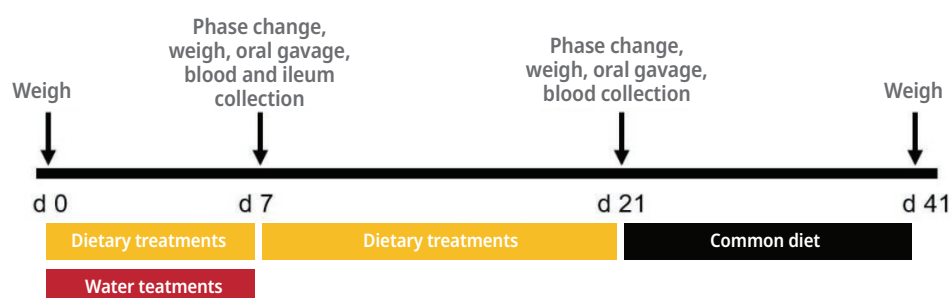 Weigh
Phase change,
weigh, oral gavage,
blood and ileum
collection
Phase change,
weigh, oral gavage,
blood collection
Weigh
d 0
d 7
d 21
d 41
Dietary treatments
Dietary treatments
Common diet
Water teatments